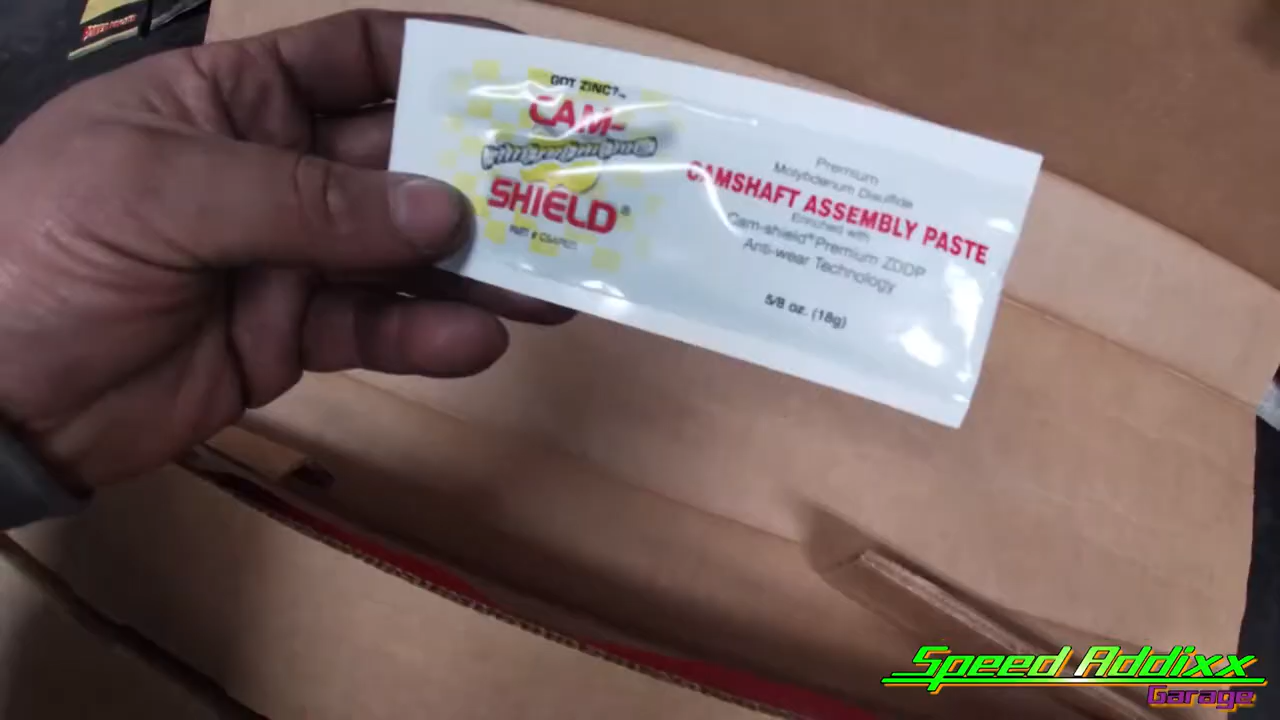 GOT ZINC?™
CAM-
SHIELD®
Premium
Molybdenum Disulfide
CAMSHAFT ASSEMBLY PASTE
Enriched with
Cam-shield® Premium ZDDP
Anti-wear Technology
5/8 oz. (18g)
Speed Addixx
Garage